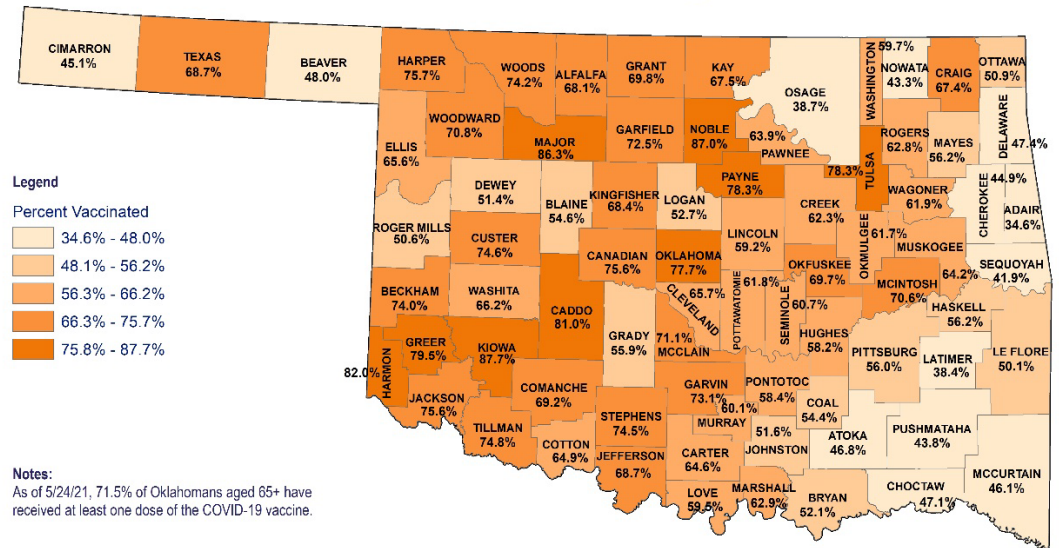 CIMARRON
45.1%
TEXAS
68.7%
BEAVER
48.0%
HARPER
75.7%
WOODS
74.2%
ALFALFA
68.1%
GRANT
69.8%
KAY
67.5%
OSAGE
38.7%
WASHINGTON
59.7%
NOWATA
43.3%
CRAIG
67.4%
OTTAWA
50.9%
ELLIS
65.6%
WOODWARD
70.8%
MAJOR
86.3%
GARFIELD
72.5%
NOBLE
87.0%
63.9%
PAWNEE
78.3%
TULSA
ROGERS
62.8%
MAYES
56.2%
DELAWARE
47.4%
Legend
Percent Vaccinated
34.6% - 48.0%
48.1% - 56.2%
56.3% - 66.2%
66.3% - 75.7%
75.8% - 87.7%
ROGER MILLS
50.6%
DEWEY
51.4%
BLAINE
54.6%
KINGFISHER
68.4%
LOGAN
52.7%
PAYNE
78.3%
CREEK
62.3%
WAGONER
61.9%
CHEROKEE
44.9%
ADAIR
34.6%
CUSTER
74.6%
CANADIAN
75.6%
OKLAHOMA
77.7%
LINCOLN
59.2%
OKFUSKEE
69.7%
OKMULGEE
61.7%
MUSKOGEE
64.2%
SEQUOYAH
41.9%
BECKHAM
74.0%
WASHITA
66.2%
CADDO
81.0%
GRADY
55.9%
CLEVELAND
65.7%
POTTAWATOMIE
61.8%
SEMINOLE
60.7%
HUGHES
58.2%
MCINTOSH
70.6%
HASKELL
56.2%
82.0%
HARMON
GREER
79.5%
KIOWA
87.7%
71.1%
MCCLAIN
PITTSBURG
56.0%
LATIMER
38.4%
LE FLORE
50.1%
JACKSON
75.6%
COMANCHE
69.2%
GARVIN
73.1%
PONTOTOC
58.4%
COAL
54.4%
TILLMAN
74.8%
COTTON
64.9%
STEPHENS
74.5%
60.1%
MURRAY
51.6%
JOHNSTON
ATOKA
46.8%
PUSHMATAHA
43.8%
JEFFERSON
68.7%
CARTER
64.6%
LOVE
59.5%
MARSHALL
62.9%
BRYAN
52.1%
CHOCTAW
47.1%
MCCURTAIN
46.1%
Notes:
As of 5/24/21, 71.5% of Oklahomans aged 65+ have
received at least one dose of the COVID-19 vaccine.